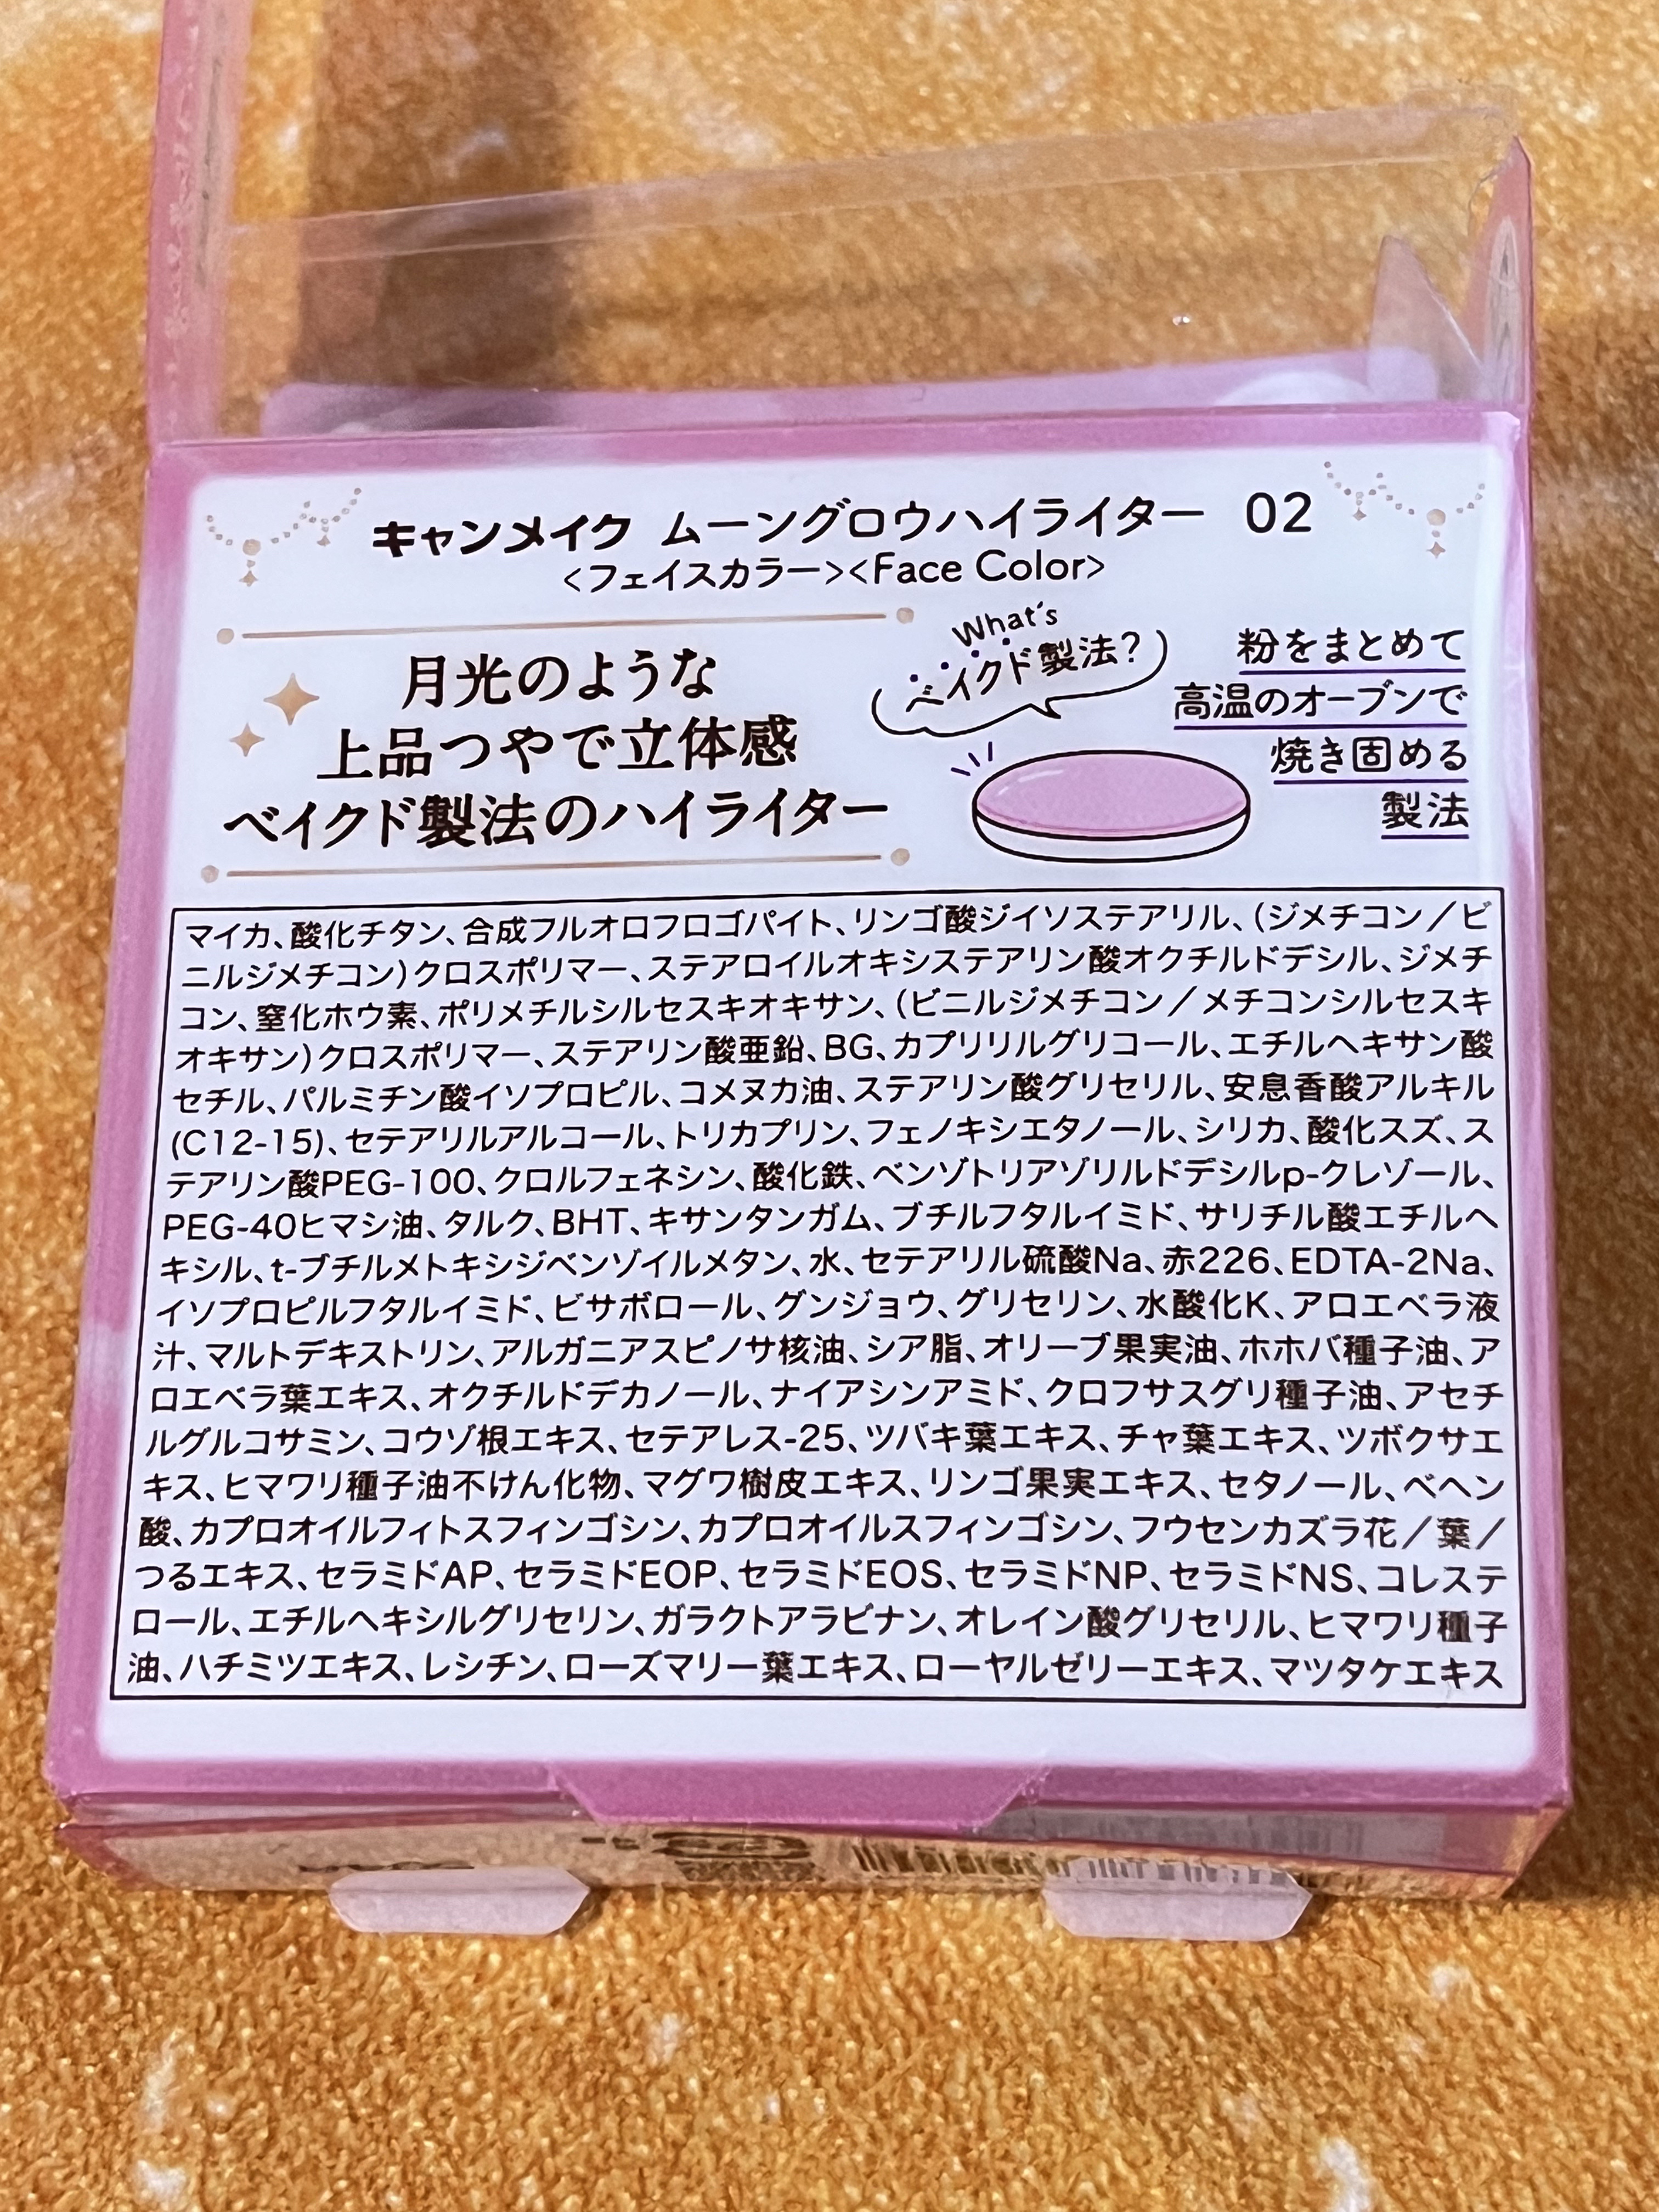 キャンメイク ムーングロウハイライター 02
<フェイスカラー><Face Color>
月光のような
上品つやで立体感
ベイクド製法のハイライター
What's
ベイクド製法?
粉をまとめて
高温のオーブンで
焼き固める
製法
マイカ、酸化チタン、合成フルオロフロゴパイト、リンゴ酸ジイソステアリル、(ジメチコン／ビ
ニルジメチコン)クロスポリマー、ステアロイルオキシステアリン酸オクチルドデシル、ジメチ
コン、窒化ホウ素、ポリメチルシルセスキオキサン、(ビニルジメチコン／メチコンシルセスキ
オキサン)クロスポリマー、ステアリン酸亜鉛、BG、カプリリルグリコール、エチルヘキサン酸
セチル、パルミチン酸イソプロピル、コメヌカ油、ステアリン酸グリセリル、安息香酸アルキル
(C12-15)、セテアリルアルコール、トリカプリン、フェノキシエタノール、シリカ、酸化スズ、ス
テアリン酸PEG-100、クロルフェネシン、酸化鉄、ベンゾトリアゾリルドデシルp-クレゾール、
PEG-40ヒマシ油、タルク、BHT、キサンタンガム、ブチルフタルイミド、サリチル酸エチルヘ
キシル、t-ブチルメトキシジベンゾイルメタン、水、セテアリル硫酸Na、赤226、EDTA-2Na、
イソプロピルフタルイミド、ビサボロール、グンジョウ、グリセリン、水酸化K、アロエベラ液
汁、マルトデキストリン、アルガニアスピノサ核油、シア脂、オリーブ果実油、ホホバ種子油、ア
ロエベラ葉エキス、オクチルドデカノール、ナイアシンアミド、クロフサスグリ種子油、アセチ
ルグルコサミン、コウゾ根エキス、セテアレス-25、ツバキ葉エキス、チャ葉エキス、ツボクサエ
キス、ヒマワリ種子油不けん化物、マグワ樹皮エキス、リンゴ果実エキス、セタノール、ベヘン
酸、カプロオイルフィトスフィンゴシン、カプロオイルスフィンゴシン、フウセンカズラ花／葉／
つるエキス、セラミドAP、セラミドEOP、セラミドEOS、セラミドNP、セラミドNS、コレステ
ロール、エチルヘキシルグリセリン、ガラクトアラビナン、オレイン酸グリセリル、ヒマワリ種子
油、ハチミツエキス、レシチン、ローズマリー葉エキス、ローヤルゼリーエキス、マツタケエキス